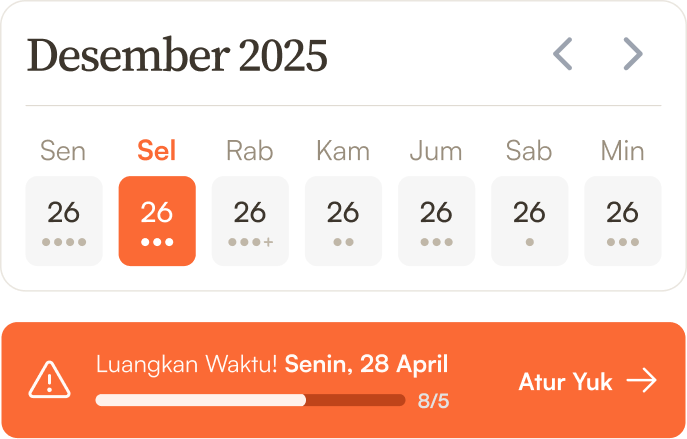 Desember 2025
Sen Sel Rab Kam Jum Sab Min
26 26 26 26 26 26 26
+
Luangkan Waktu! Senin, 28 April
8/5
Atur Yuk